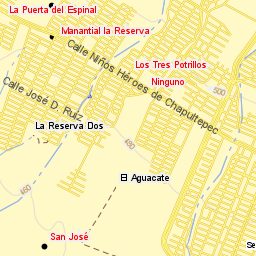 La Puerta del Espinal
Manantial la Reserva
Calle Niños Héroes de Chapultepec
Los Tres Potrillos
Ninguno
500
Calle José D. Ruiz
La Reserva Dos
480
El Aguacate
460
San José
Se